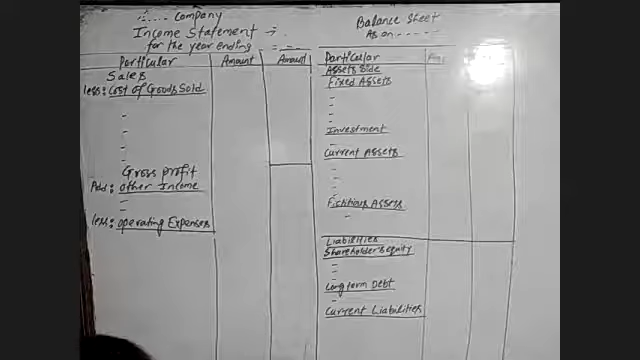 :.... Company
Income Statement :-
for the year ending = ---
Particular Amount Amount
Sales
less: Cost of Goods Sold
-
-
-
-
Gross profit
Add: other Income
-
-
less: operating Expenses
Balance Sheet
As on ------
Particular
Assets Side
Fixed Assets
-
-
-
-
Investment
-
Current Assets
-
-
-
Fictitious Assets
-
Liabilities
Shareholder's equity
-
-
-
Long term Debt
-
Current Liabilities